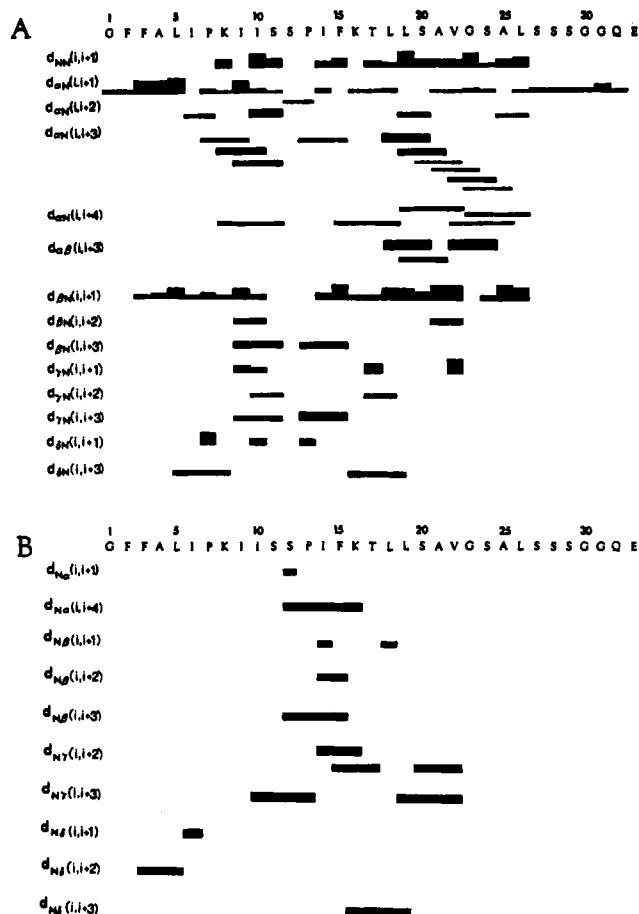 A
1 5 10 15 20 25 30
G F F A L I P K I I S S P I F K T L L S A V G S A L S S S G G Q E
dNN(i,i+1)
dαN(i,i+1)
dαN(i,i+2)
dαN(i,i+3)
dαN(i,i+4)
dαβ(i,i+3)
dβN(i,i+1)
dβN(i,i+2)
dβN(i,i+3)
dγN(i,i+1)
dγN(i,i+2)
dγN(i,i+3)
dδN(i,i+1)
dδN(i,i+3)
B
1 5 10 15 20 25 30
G F F A L I P K I I S S P I F K T L L S A V G S A L S S S G G Q E
dNα(i,i+1)
dNα(i,i+4)
dNβ(i,i+1)
dNβ(i,i+2)
dNβ(i,i+3)
dNγ(i,i+2)
dNγ(i,i+3)
dNδ(i,i+1)
dNδ(i,i+2)
dNδ(i,i+3)